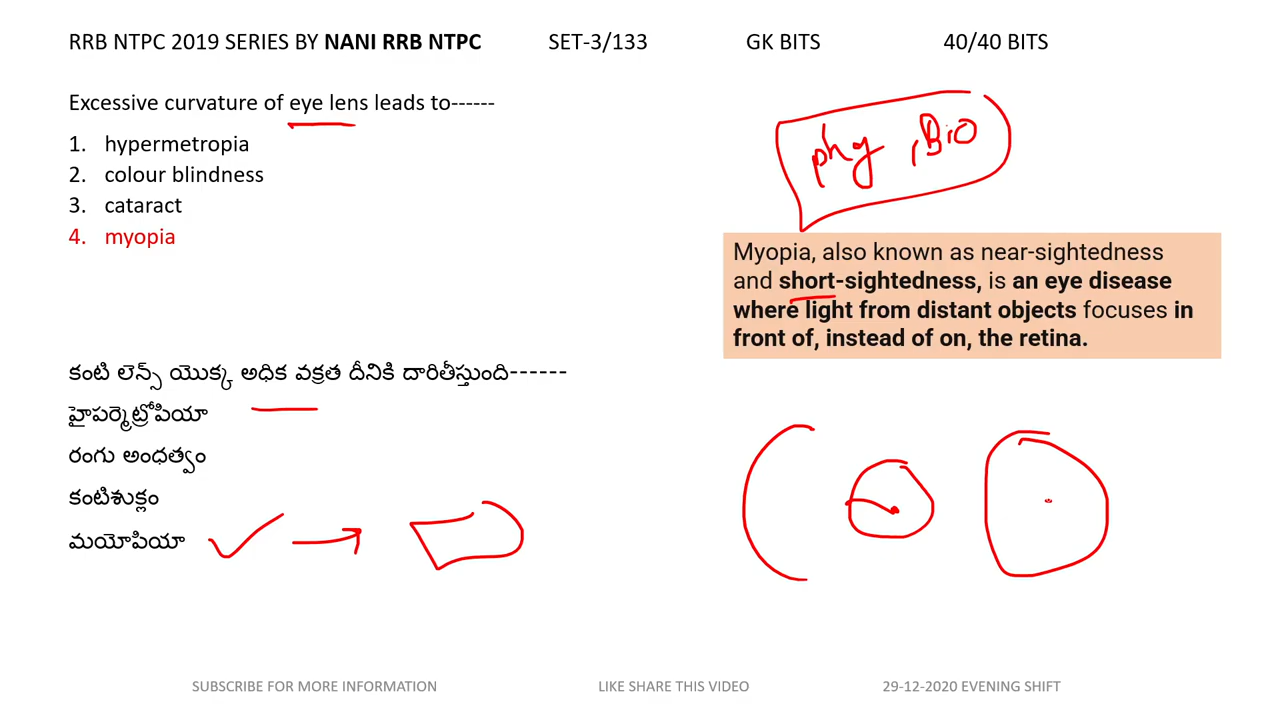 RRB NTPC 2019 SERIES BY NANI RRB NTPC SET-3/133 GK BITS 40/40 BITS
Excessive curvature of eye lens leads to------
1. hypermetropia
2. colour blindness
3. cataract
4. myopia
phy ,Bio
Myopia, also known as near-sightedness
and short-sightedness, is an eye disease
where light from distant objects focuses in
front of, instead of on, the retina.
కంటి లెన్స్ యొక్క అధిక వక్రత దీనికి దారితీస్తుంది------
హైపర్మెట్రోపియా
రంగు అంధత్వం
కంటిశుక్లం
మయోపియా
SUBSCRIBE FOR MORE INFORMATION LIKE SHARE THIS VIDEO 29-12-2020 EVENING SHIFT